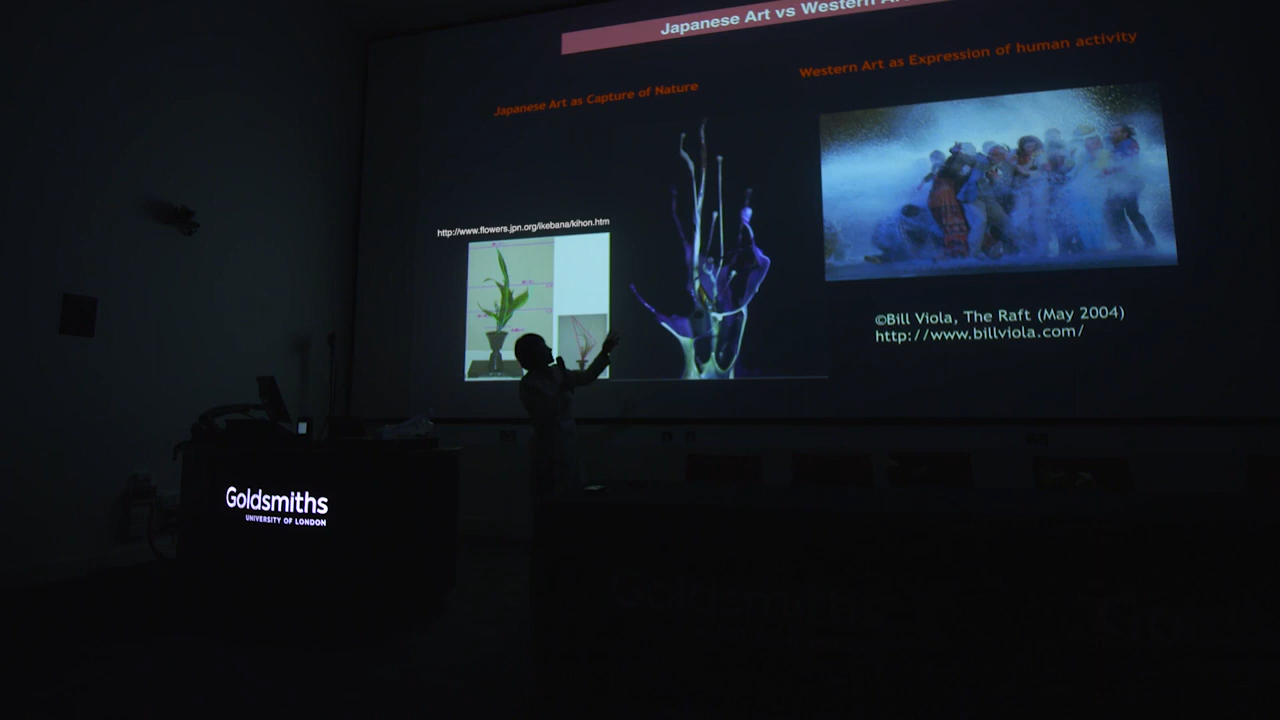 Japanese Art vs Western Art
Japanese Art as Capture of Nature
Western Art as Expression of human activity
http://www.flowers.jpn.org/ikebana/kihon.htm
©Bill Viola, The Raft (May 2004)
http://www.billviola.com/
Goldsmiths
UNIVERSITY OF LONDON
Goldsmiths